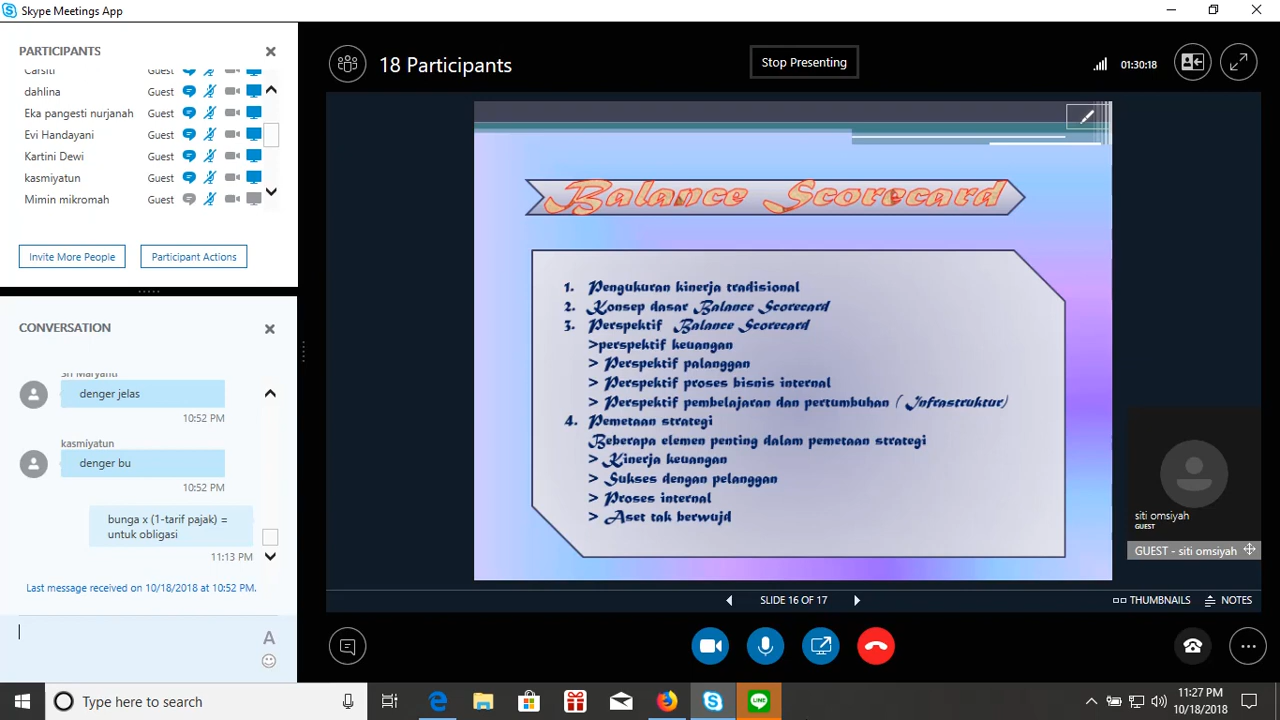 Skype Meetings App
PARTICIPANTS
Carsiti Guest
dahlina Guest
Eka pangesti nurjanah Guest
Evi Handayani Guest
Kartini Dewi Guest
kasmiyatun Guest
Mimin mikromah Guest
Invite More People
Participant Actions
CONVERSATION
Sri Maryanti
denger jelas
10:52 PM
kasmiyatun
denger bu
10:52 PM
bunga x (1-tarif pajak) =
untuk obligasi
11:13 PM
Last message received on 10/18/2018 at 10:52 PM.
A
18 Participants
Stop Presenting
01:30:18
Balance Scorecard
1. Pengukuran kinerja tradisional
2. Konsep dasar Balance Scorecard
3. Perspektif Balance Scorecard
>perspektif keuangan
> Perspektif palanggan
> Perspektif proses bisnis internal
> Perspektif pembelajaran dan pertumbuhan ( Infrastruktur)
4. Pemetaan strategi
Beberapa elemen penting dalam pemetaan strategi
> Kinerja keuangan
> Sukses dengan pelanggan
> Proses internal
> Aset tak berwujd
siti omsiyah
GUEST
GUEST - siti omsiyah
SLIDE 16 OF 17
THUMBNAILS
NOTES
Type here to search
LINE
11:27 PM
10/18/2018